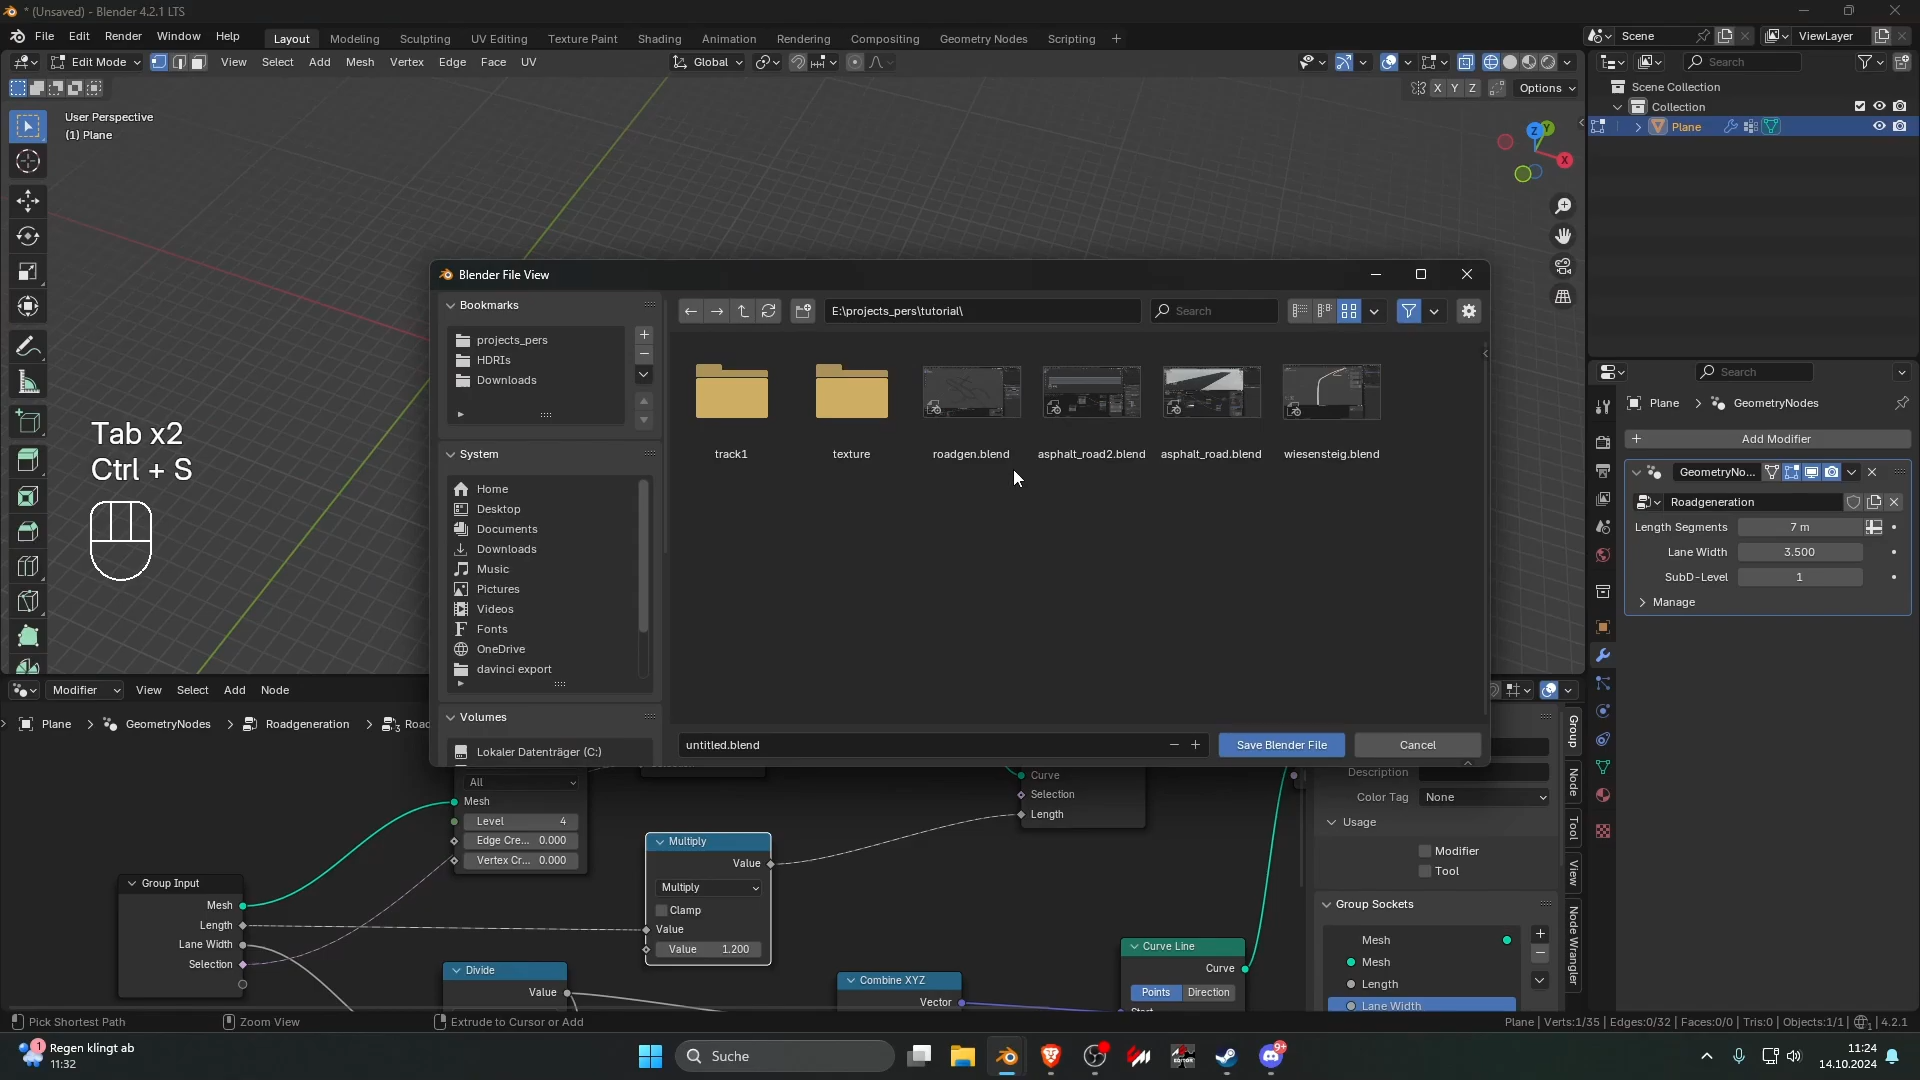 * (Unsaved) - Blender 4.2.1 LTS
File Edit Render Window Help
Layout Modeling Sculpting UV Editing Texture Paint Shading Animation Rendering Compositing Geometry Nodes Scripting +
Scene
ViewLayer
Edit Mode View Select Add Mesh Vertex Edge Face UV
Global
Search
X Y Z Options
User Perspective
(1) Plane
Z Y X
Scene Collection
Collection
Plane
Tab x2
Ctrl + S
Blender File View
Bookmarks
projects_pers
HDRIs
Downloads
System
Home
Desktop
Documents
Downloads
Music
Pictures
Videos
Fonts
OneDrive
davinci export
Volumes
Lokaler Datenträger (C:)
E:\projects_pers\tutorial\
Search
track1
texture
roadgen.blend
asphalt_road2.blend
asphalt_road.blend
wiesensteig.blend
untitled.blend
Save Blender File
Cancel
Search
Plane > GeometryNodes
Add Modifier
GeometryNo...
Roadgeneration
Length Segments 7 m
Lane Width 3.500
SubD-Level 1
Manage
Modifier View Select Add Node
Plane > GeometryNodes > Roadgeneration > 3 Road
All
Mesh
Level 4
Edge Cre... 0.000
Vertex Cr... 0.000
Group Input
Mesh
Length
Lane Width
Selection
Multiply
Value
Multiply
Clamp
Value
Value 1.200
Divide
Value
Curve
Selection
Length
Combine XYZ
Vector
Curve Line
Curve
Points Direction
Description
Color Tag None
Usage
Modifier
Tool
Group Sockets
Mesh
Mesh
Length
Lane Width
Group
Node
Tool
View
Node Wrangler
Pick Shortest Path
Zoom View
Extrude to Cursor or Add
Plane | Verts:1/35 | Edges:0/32 | Faces:0/0 | Tris:0 | Objects:1/1 | 4.2.1
1
Regen klingt ab
11:32
Suche
EDITOR
9+
11:24
14.10.2024